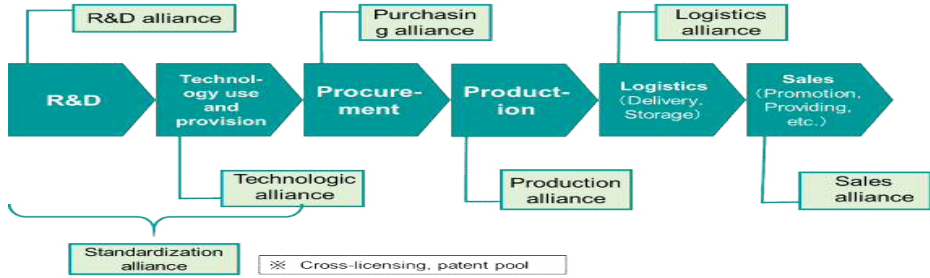 R&D alliance
Purchasin
g alliance
Logistics
alliance
R&D
Technol-
ogy use
and
provision
Procure-
ment
Product-
ion
Logistics
(Delivery,
Storage)
Sales
(Promotion,
Providing,
etc.)
Technologic
alliance
Production
alliance
Sales
alliance
Standardization
alliance
※ Cross-licensing, patent pool